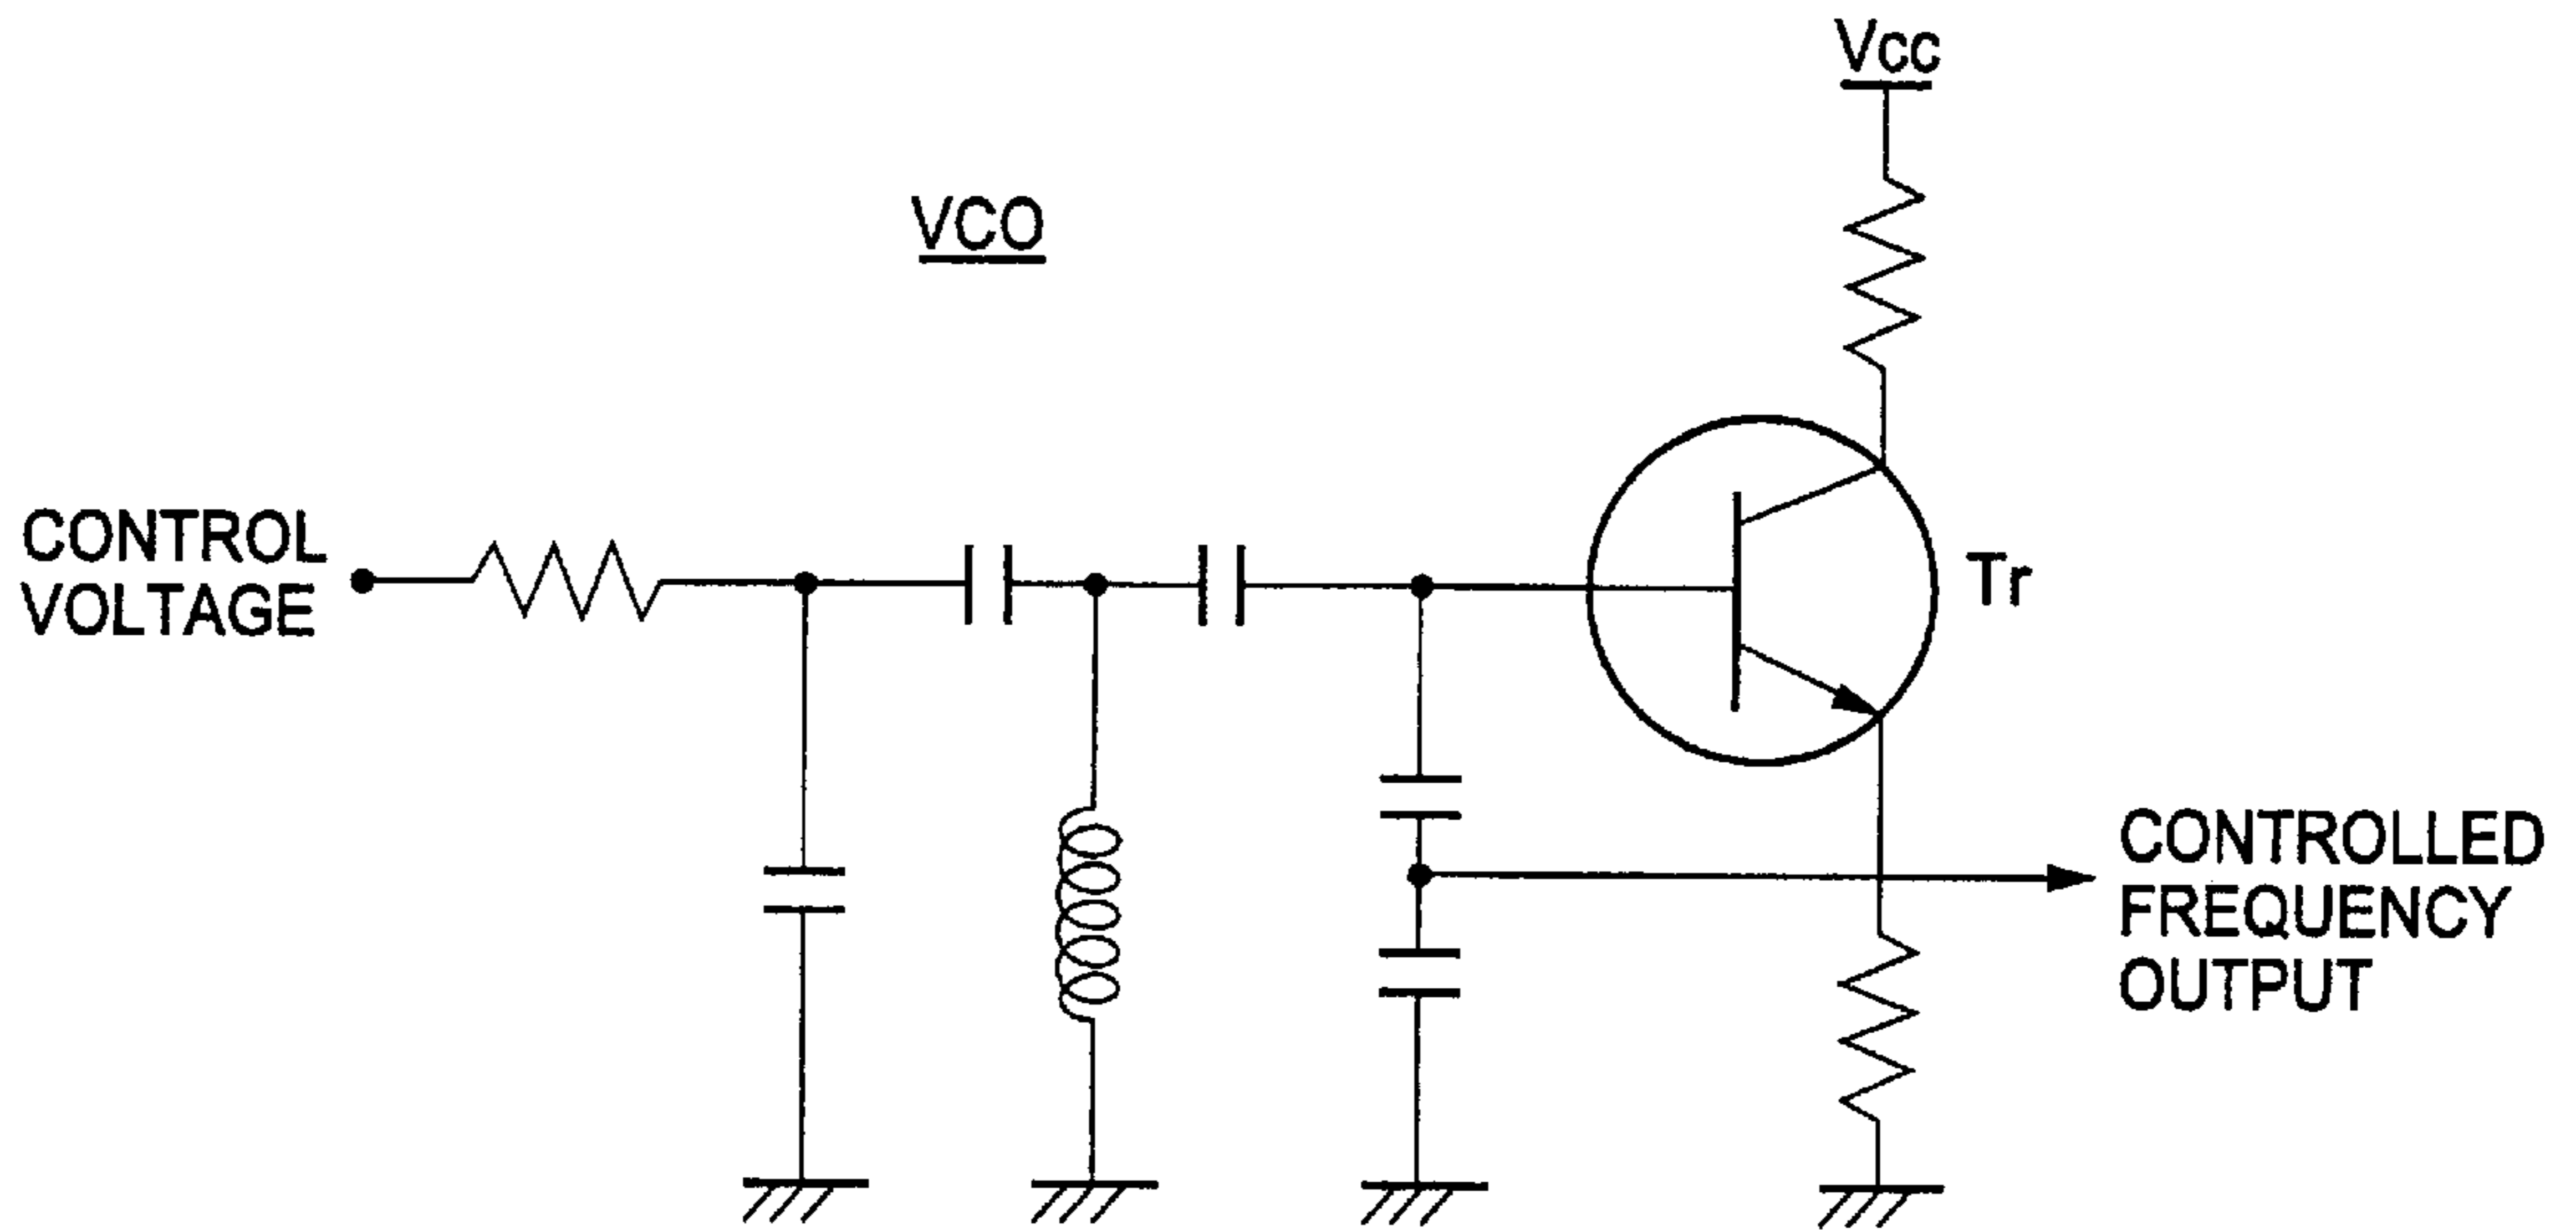 Vcc
VCO
CONTROL
VOLTAGE
Tr
CONTROLLED
FREQUENCY
OUTPUT